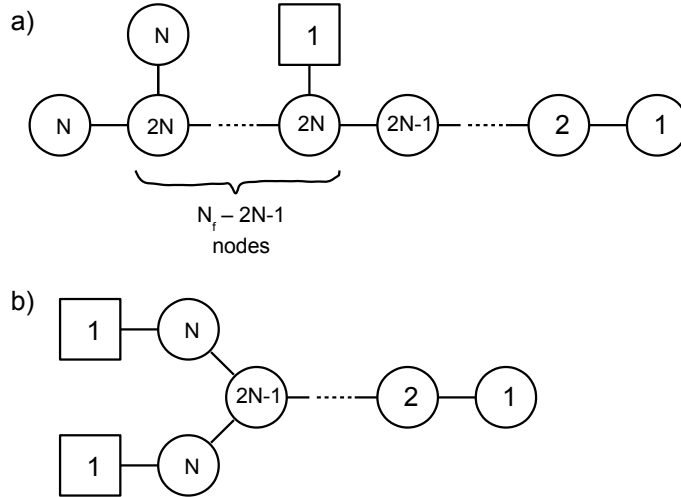 a)
N 1
N 2N 2N 2N-1 2 1
N_f – 2N-1
nodes
b)
1 N
2N-1 2 1
1 N